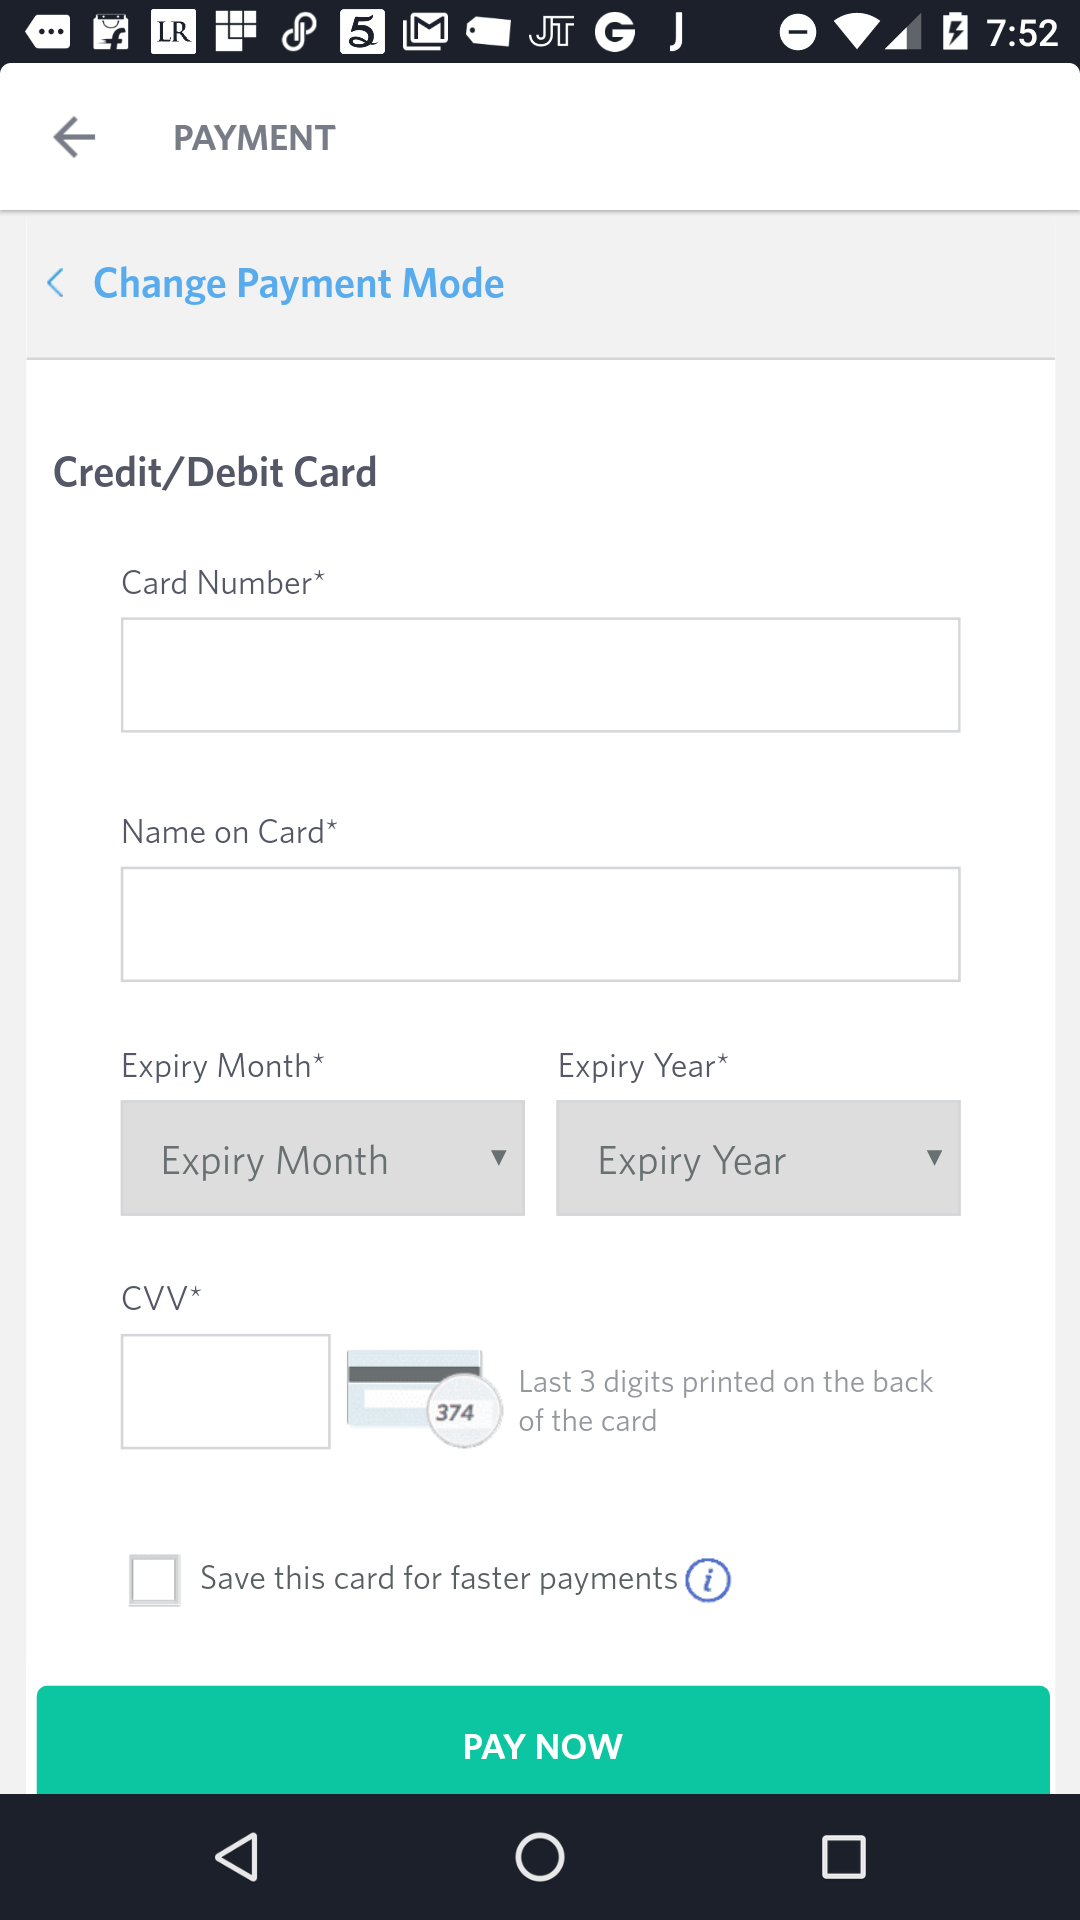 LR 5 M JT G J 7:52
PAYMENT
Change Payment Mode
Credit/Debit Card
Card Number*
Name on Card*
Expiry Month* Expiry Year*
Expiry Month Expiry Year
CVV*
374
Last 3 digits printed on the back
of the card
Save this card for faster payments i
PAY NOW